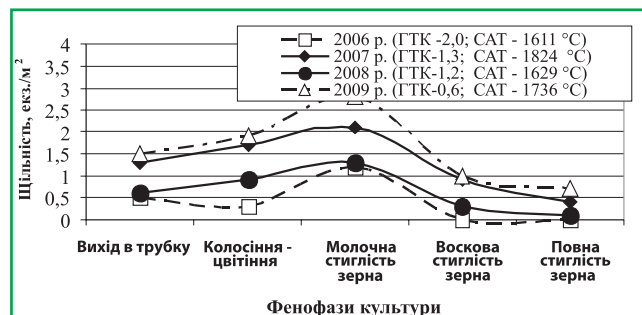 2006 р. (ГТК -2,0; САТ - 1611 °С)
2007 р. (ГТК-1,3; САТ - 1824 °С)
2008 р. (ГТК-1,2; САТ - 1629 °С)
2009 р. (ГТК-0,6; САТ - 1736 °С)
Щільність, екз./м²
4
3,5
3
2,5
2
1,5
1
0,5
0
Вихід в трубку
Колосіння -
цвітіння
Молочна
стиглість
зерна
Воскова
стиглість
зерна
Повна
стиглість
зерна
Фенофази культури